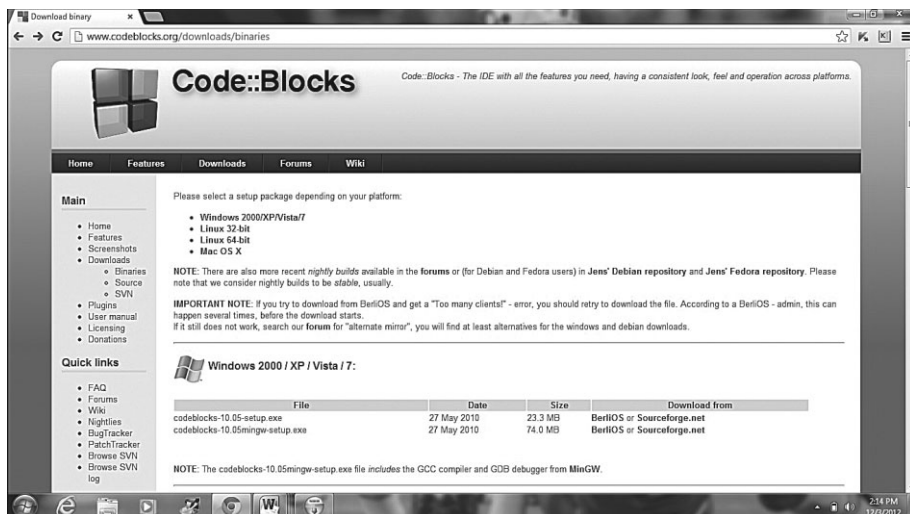 Download binary
www.codeblocks.org/downloads/binaries
Code::Blocks
Code::Blocks - The IDE with all the features you need, having a consistent look, feel and operation across platforms.
Home Features Downloads Forums Wiki
Main
Home
Features
Screenshots
Downloads
Binaries
Source
SVN
Plugins
User manual
Licensing
Donations
Quick links
FAQ
Forums
Wiki
Nightlies
BugTracker
PatchTracker
Browse SVN
Browse SVN
log
Please select a setup package depending on your platform:
Windows 2000/XP/Vista/7
Linux 32-bit
Linux 64-bit
Mac OS X
NOTE: There are also more recent nightly builds available in the forums or (for Debian and Fedora users) in Jens' Debian repository and Jens' Fedora repository. Please
note that we consider nightly builds to be stable, usually.
IMPORTANT NOTE: If you try to download from BerliOS and get a "Too many clients!" - error, you should retry to download the file. According to a BerliOS - admin, this can
happen several times, before the download starts.
If it still does not work, search our forum for "alternate mirror", you will find at least alternatives for the windows and debian downloads.
Windows 2000 / XP / Vista / 7:
File Date Size Download from
codeblocks-10.05-setup.exe 27 May 2010 23.3 MB BerliOS or Sourceforge.net
codeblocks-10.05mingw-setup.exe 27 May 2010 74.0 MB BerliOS or Sourceforge.net
NOTE: The codeblocks-10.05mingw-setup.exe file includes the GCC compiler and GDB debugger from MinGW.
2:14 PM
12/3/2012